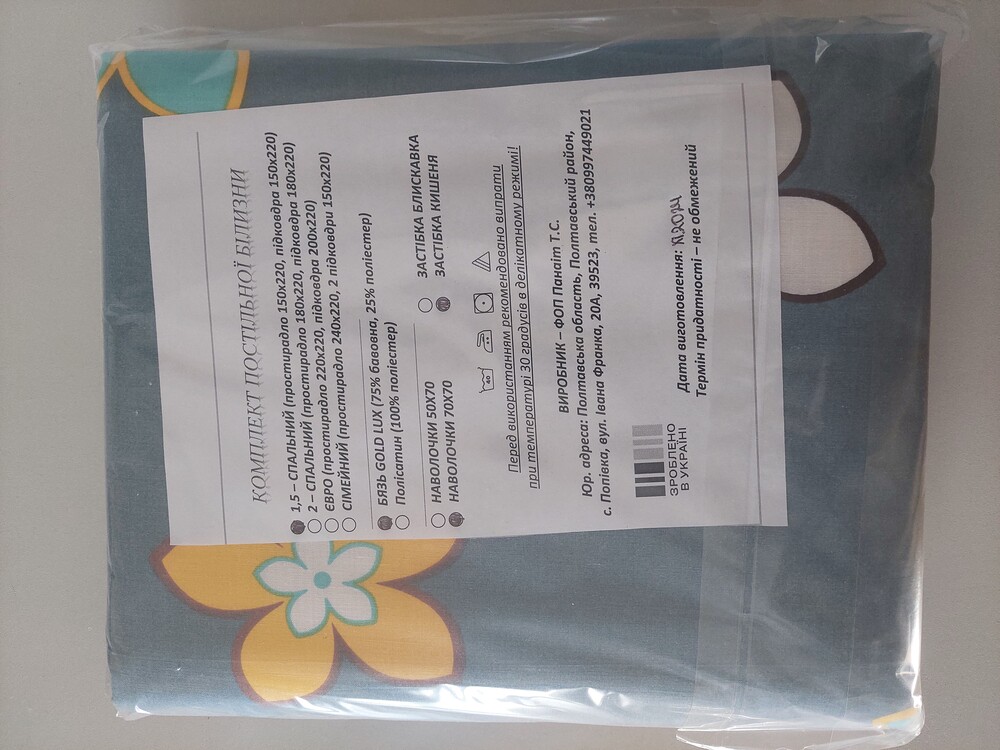 КОМПЛЕКТ ПОСТІЛЬНОЇ БІЛИЗНИ
1,5 – СПАЛЬНИЙ (простирадло 150х220, підковдра 150х220)
2 – СПАЛЬНИЙ (простирадло 180х220, підковдра 180х220)
ЄВРО (простирадло 220х220, підковдра 200х220)
СІМЕЙНИЙ (простирадло 240х220, 2 підковдри 150х220)
БЯЗЬ GOLD LUX (75% бавовна, 25% поліестер)
Полісатин (100% поліестер)
НАВОЛОЧКИ 50Х70
НАВОЛОЧКИ 70Х70
ЗАСТІБКА БЛИСКАВКА
ЗАСТІБКА КИШЕНЯ
40
Перед використанням рекомендовано випрати
при температурі 30 градусів в делікатному режимі!
ВИРОБНИК – ФОП Панаіт Т.С.
Юр. адреса: Полтавська область, Полтавський район,
с. Попівка, вул. Івана Франка, 20А, 39523, тел. +380997449021
ЗРОБЛЕНО
В УКРАЇНІ
Дата виготовлення:
Термін придатності – не обмежений